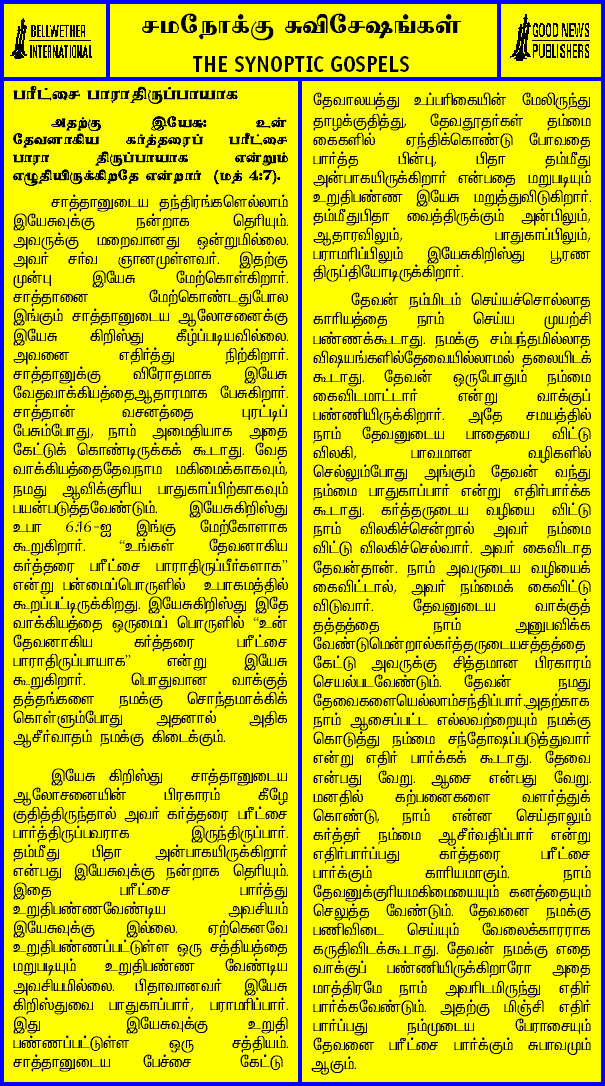 BELLWETHER
INTERNATIONAL
சமநோக்கு சுவிசேஷங்கள்
THE SYNOPTIC GOSPELS
GOOD NEWS
PUBLISHERS
பரீட்சை பாராதிருப்பாயாக
அதற்கு இயேசு: உன்
தேவனாகிய கர்த்தரைப் பரீட்சை
பாரா திருப்பாயாக என்றும்
எழுதியிருக்கிறதே என்றார் (மத் 4:7).
சாத்தானுடைய தந்திரங்களெல்லாம்
இயேசுவுக்கு நன்றாக தெரியும்.
அவருக்கு மறைவானது ஒன்றுமில்லை.
அவர் சர்வ ஞானமுள்ளவர். இதற்கு
முன்பு இயேசு மேற்கொள்கிறார்.
சாத்தானை மேற்கொண்டதுபோல
இங்கும் சாத்தானுடைய ஆலோசனைக்கு
இயேசு கிறிஸ்து கீழ்ப்படியவில்லை.
அவனை எதிர்த்து நிற்கிறார்.
சாத்தானுக்கு விரோதமாக இயேசு
வேதவாக்கியத்தைஆதாரமாக பேசுகிறார்.
சாத்தான் வசனத்தை புரட்டிப்
பேசும்போது, நாம் அமைதியாக அதை
கேட்டுக் கொண்டிருக்கக் கூடாது. வேத
வாக்கியத்தைதேவநாம மகிமைக்காகவும்,
நமது ஆவிக்குரிய பாதுகாப்பிற்காகவும்
பயன்படுத்தவேண்டும். இயேசுகிறிஸ்து
உபா 6:16-ஐ இங்கு மேற்கோளாக
கூறுகிறார். "உங்கள் தேவனாகிய
கர்த்தரை பரீட்சை பாராதிருப்பீர்களாக"
என்று பன்மைப்பொருளில் உபாகமத்தில்
கூறப்பட்டிருக்கிறது. இயேசுகிறிஸ்து இதே
வாக்கியத்தை ஒருமைப் பொருளில் "உன்
தேவனாகிய கர்த்தரை பரீட்சை
பாராதிருப்பாயாக" என்று இயேசு
கூறுகிறார். பொதுவான வாக்குத்
தத்தங்களை நமக்கு சொந்தமாக்கிக்
கொள்ளும்போது அதனால் அதிக
ஆசீர்வாதம் நமக்கு கிடைக்கும்.
இயேசு கிறிஸ்து சாத்தானுடைய
ஆலோசனையின் பிரகாரம் கீழே
குதித்திருந்தால் அவர் கர்த்தரை பரீட்சை
பார்த்திருப்பவராக இருந்திருப்பார்.
தம்மீது பிதா அன்பாகயிருக்கிறார்
என்பது இயேசுவுக்கு நன்றாக தெரியும்.
இதை பரீட்சை பார்த்து
உறுதிபண்ணவேண்டிய அவசியம்
இயேசுவுக்கு இல்லை. ஏற்கெனவே
உறுதிபண்ணப்பட்டுள்ள ஒரு சத்தியத்தை
மறுபடியும் உறுதிபண்ண வேண்டிய
அவசியமில்லை. பிதாவானவர் இயேசு
கிறிஸ்துவை பாதுகாப்பார், பராமரிப்பார்.
இது இயேசுவுக்கு உறுதி
பண்ணப்பட்டுள்ள ஒரு சத்தியம்.
சாத்தானுடைய பேச்சை கேட்டு
தேவாலயத்து உப்பரிகையின் மேலிருந்து
தாழக்குதித்து, தேவதூதர்கள் தம்மை
கைகளில் ஏந்திக்கொண்டு போவதை
பார்த்த பின்பு, பிதா தம்மீது
அன்பாகயிருக்கிறார் என்பதை மறுபடியும்
உறுதிபண்ண இயேசு மறுத்துவிடுகிறார்.
தம்மீதுபிதா வைத்திருக்கும் அன்பிலும்,
ஆதாரவிலும், பாதுகாப்பிலும்,
பராமரிப்பிலும் இயேசுகிறிஸ்து பூரண
திருப்தியோடிருக்கிறார்.
தேவன் நம்மிடம் செய்யச்சொல்லாத
காரியத்தை நாம் செய்ய முயற்சி
பண்ணக்கூடாது. நமக்கு சம்பந்தமில்லாத
விஷயங்களில்தேவையில்லாமல் தலையிடக்
கூடாது. தேவன் ஒருபோதும் நம்மை
கைவிடமாட்டார் என்று வாக்குப்
பண்ணியிருக்கிறார். அதே சமயத்தில்
நாம் தேவனுடைய பாதையை விட்டு
விலகி, பாவமான வழிகளில்
செல்லும்போது அங்கும் தேவன் வந்து
நம்மை பாதுகாப்பார் என்று எதிர்பார்க்க
கூடாது. கர்த்தருடைய வழியை விட்டு
நாம் விலகிச்சென்றால் அவர் நம்மை
விட்டு விலகிச்செல்வார். அவர் கைவிடாத
தேவன்தான். நாம் அவருடைய வழியைக்
கைவிட்டால், அவர் நம்மைக் கைவிட்டு
விடுவார். தேவனுடைய வாக்குத்
தத்தத்தை நாம் அனுபவிக்க
வேண்டுமென்றால்கர்த்தருடையசத்தத்தை
கேட்டு அவருக்கு சித்தமான பிரகாரம்
செயல்படவேண்டும். தேவன் நமது
தேவைகளையெல்லாம்சந்திப்பார்.அதற்காக
நாம் ஆசைப்பட்ட எல்லவற்றையும் நமக்கு
கொடுத்து நம்மை சந்தோஷப்படுத்துவார்
என்று எதிர் பார்க்கக் கூடாது. தேவை
என்பது வேறு. ஆசை என்பது வேறு.
மனதில் கற்பனைகளை வளர்த்துக்
கொண்டு, நாம் என்ன செய்தாலும்
கர்த்தர் நம்மை ஆசீர்வதிப்பார் என்று
எதிர்பார்ப்பது கர்த்தரை பரீட்சை
பார்க்கும் காரியமாகும். நாம்
தேவனுக்குரியமகிமையையும் கனத்தையும்
செலுத்த வேண்டும். தேவனை நமக்கு
பணிவிடை செய்யும் வேலைக்காரராக
கருதிவிடக்கூடாது. தேவன் நமக்கு எதை
வாக்குப் பண்ணியிருக்கிறாரோ அதை
மாத்திரமே நாம் அவரிடமிருந்து எதிர்
பார்க்கவேண்டும். அதற்கு மிஞ்சி எதிர்
பார்ப்பது நம்முடைய பேராசையும்
தேவனை பரீட்சை பார்க்கும் சுபாவமும்
ஆகும்.